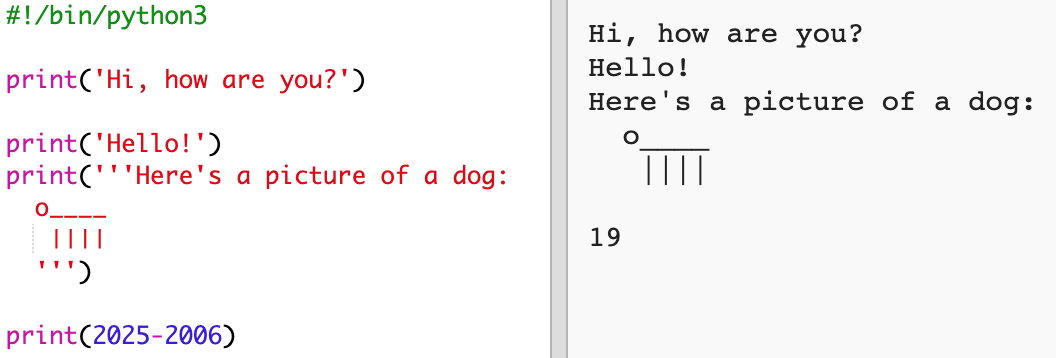 #!/bin/python3

print('Hi, how are you?')

print('Hello!')
print('''Here's a picture of a dog:
  o____
   ||||
  ''')

print(2025-2006)
Hi, how are you?
Hello!
Here's a picture of a dog:
  o____
   ||||

19